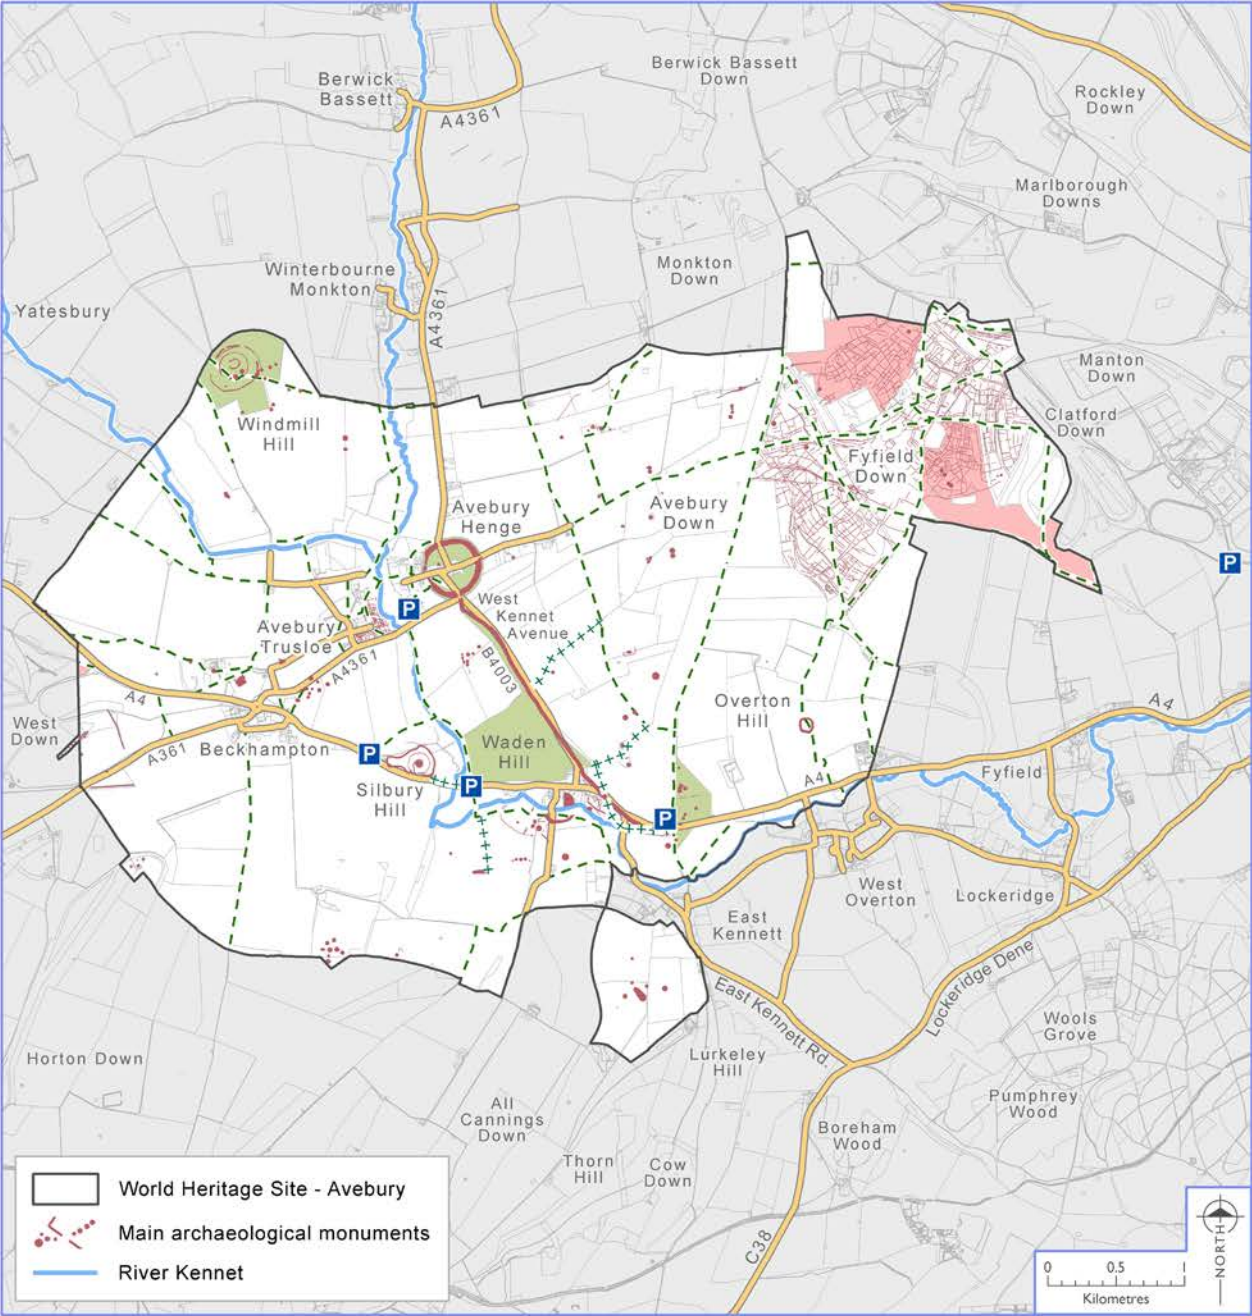 Berwick Bassett
Down
Berwick
Bassett
Rockley
Down
A4361
Marlborough
Downs
Monkton
Down
Winterbourne
Monkton
Yatesbury
A4361
Manton
Down
Clatford
Down
Windmill
Hill
Fyfield
Down
Avebury
Henge
Avebury
Down
P
P
West
Kennet
Avenue
Avebury
Trusloe
A4361
B4003
A4
Overton
Hill
A4
West
Down
A361
Beckhampton
P
Waden
Hill
Silbury
Hill
P
A4
Fyfield
P
West
Overton
Lockeridge
East
Kennett
Lockeridge Dene
East Kennett Rd.
Wools
Grove
Horton Down
Lurkeley
Hill
Pumphrey
Wood
All
Cannings
Down
Boreham
Wood
Thorn
Hill
Cow
Down
C38
World Heritage Site - Avebury
Main archaeological monuments
River Kennet
NORTH
0 0.5 1
Kilometres